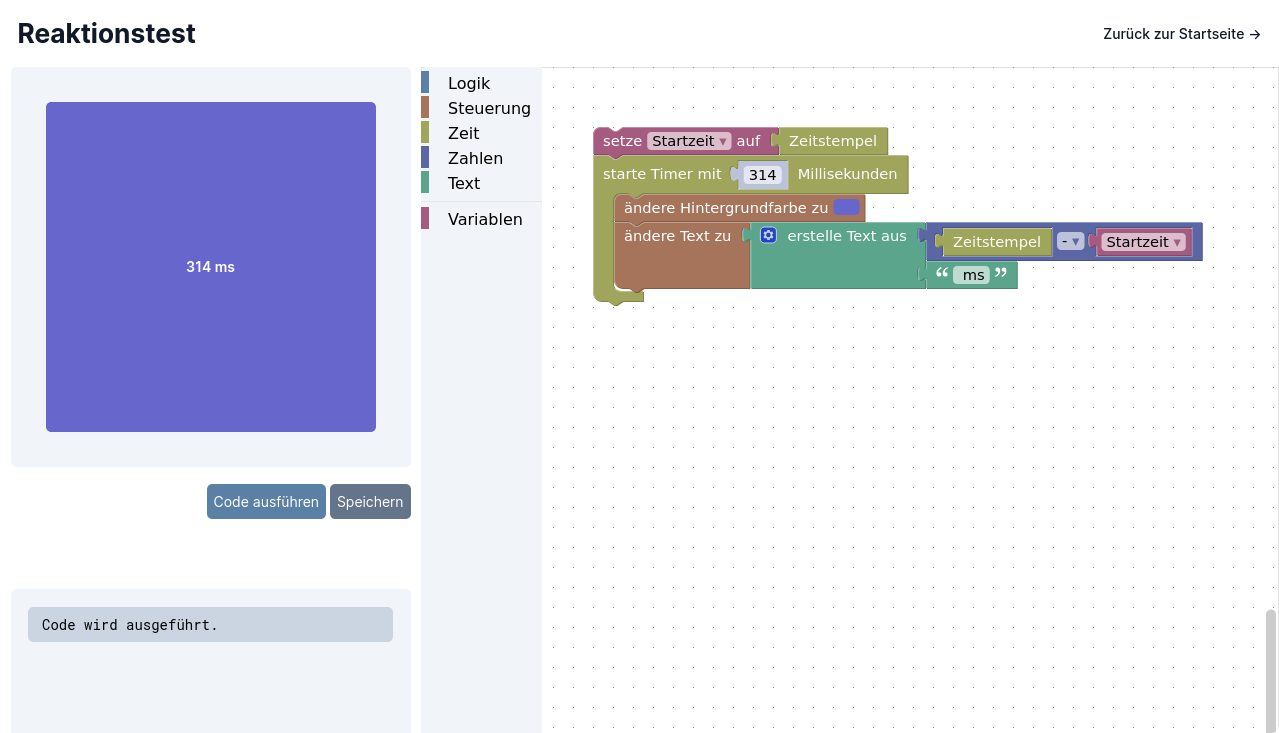 Reaktionstest
Zurück zur Startseite →
314 ms
Code ausführen
Speichern
Code wird ausgeführt.
Logik
Steuerung
Zeit
Zahlen
Text
Variablen
setze Startzeit ▾ auf Zeitstempel
starte Timer mit 314 Millisekunden
ändere Hintergrundfarbe zu
ändere Text zu erstelle Text aus Zeitstempel - ▾ Startzeit ▾
“ ms ”